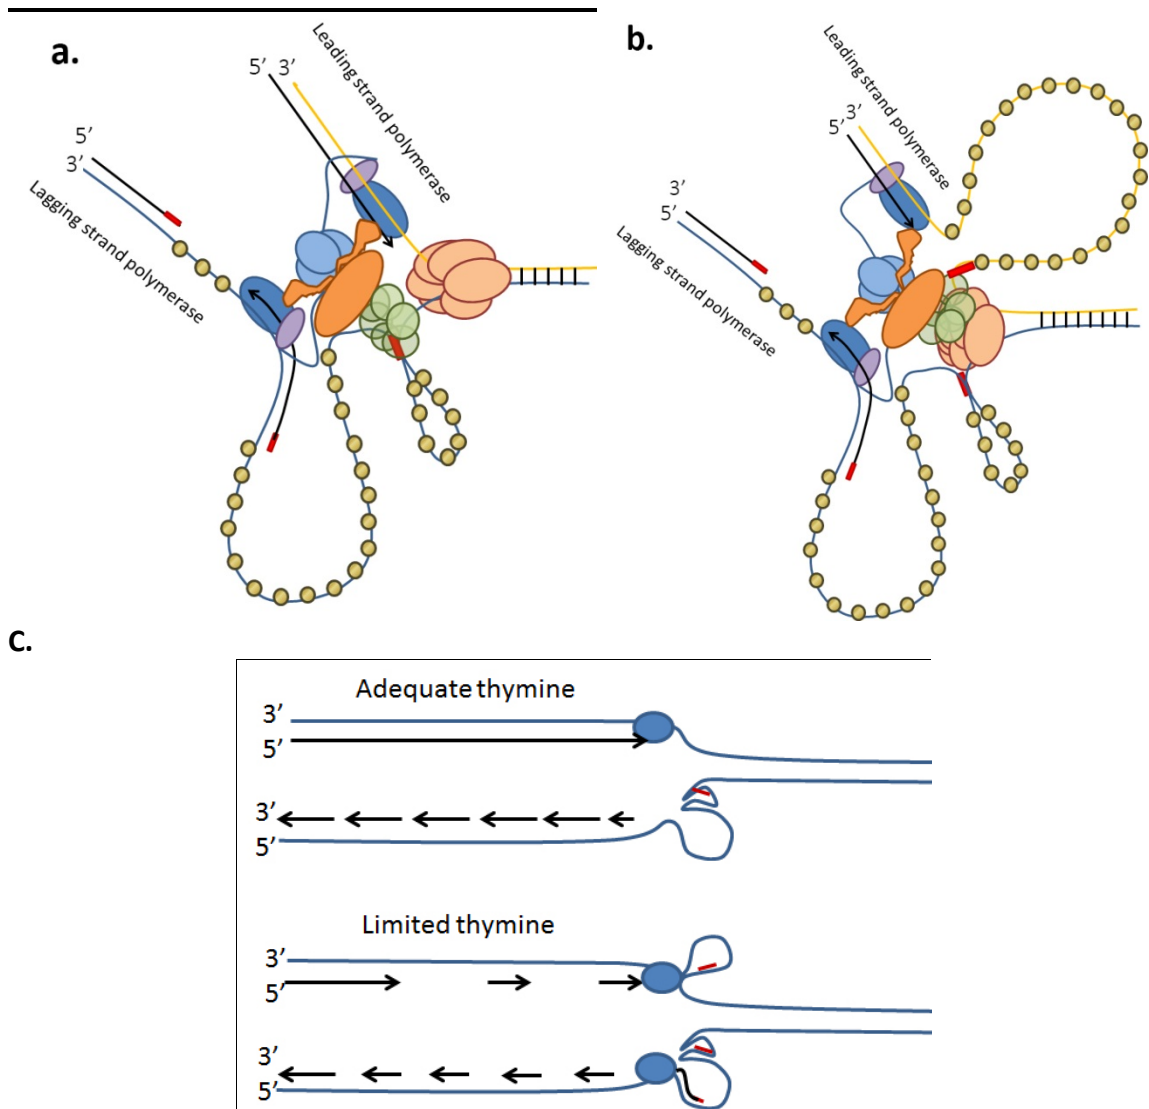 a.
5’ 3’
Leading strand polymerase
5’
3’
Lagging strand polymerase
b.
Leading strand polymerase
3’
5’
3’
5’
Lagging strand polymerase
C.
Adequate thymine
3’
5’
3’
5’
Limited thymine
3’
5’
3’
5’